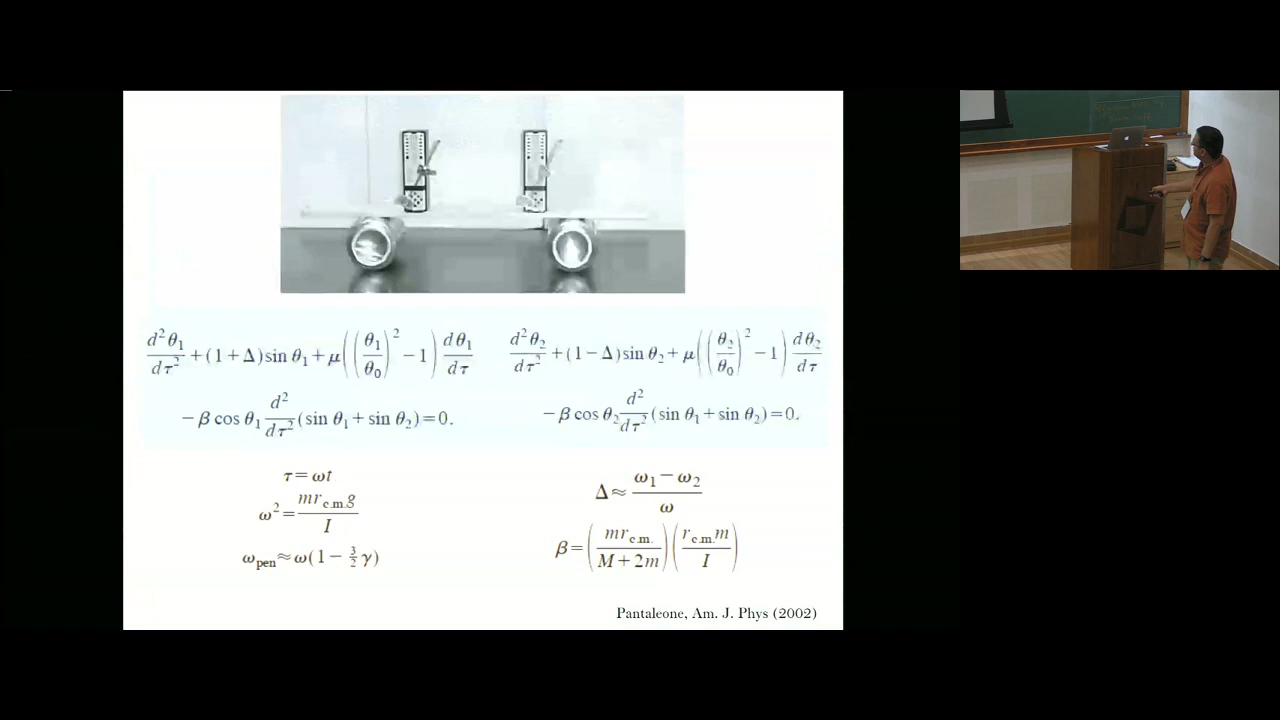 d²θ₁/dτ² + (1+Δ)sin θ₁ + μ((θ₁/θ₀)² − 1) dθ₁/dτ
− β cos θ₁ d²/dτ² (sin θ₁ + sin θ₂) = 0.
d²θ₂/dτ² + (1−Δ)sin θ₂ + μ((θ₂/θ₀)² − 1) dθ₂/dτ
− β cos θ₂ d²/dτ² (sin θ₁ + sin θ₂) = 0.
τ = ωt
ω² = mr_c.m.g/I
ω_pen ≈ ω(1 − 3/2 γ)
Δ ≈ (ω₁ − ω₂)/ω
β = (mr_c.m./(M+2m)) (r_c.m.m/I)
Pantaleone, Am. J. Phys (2002)